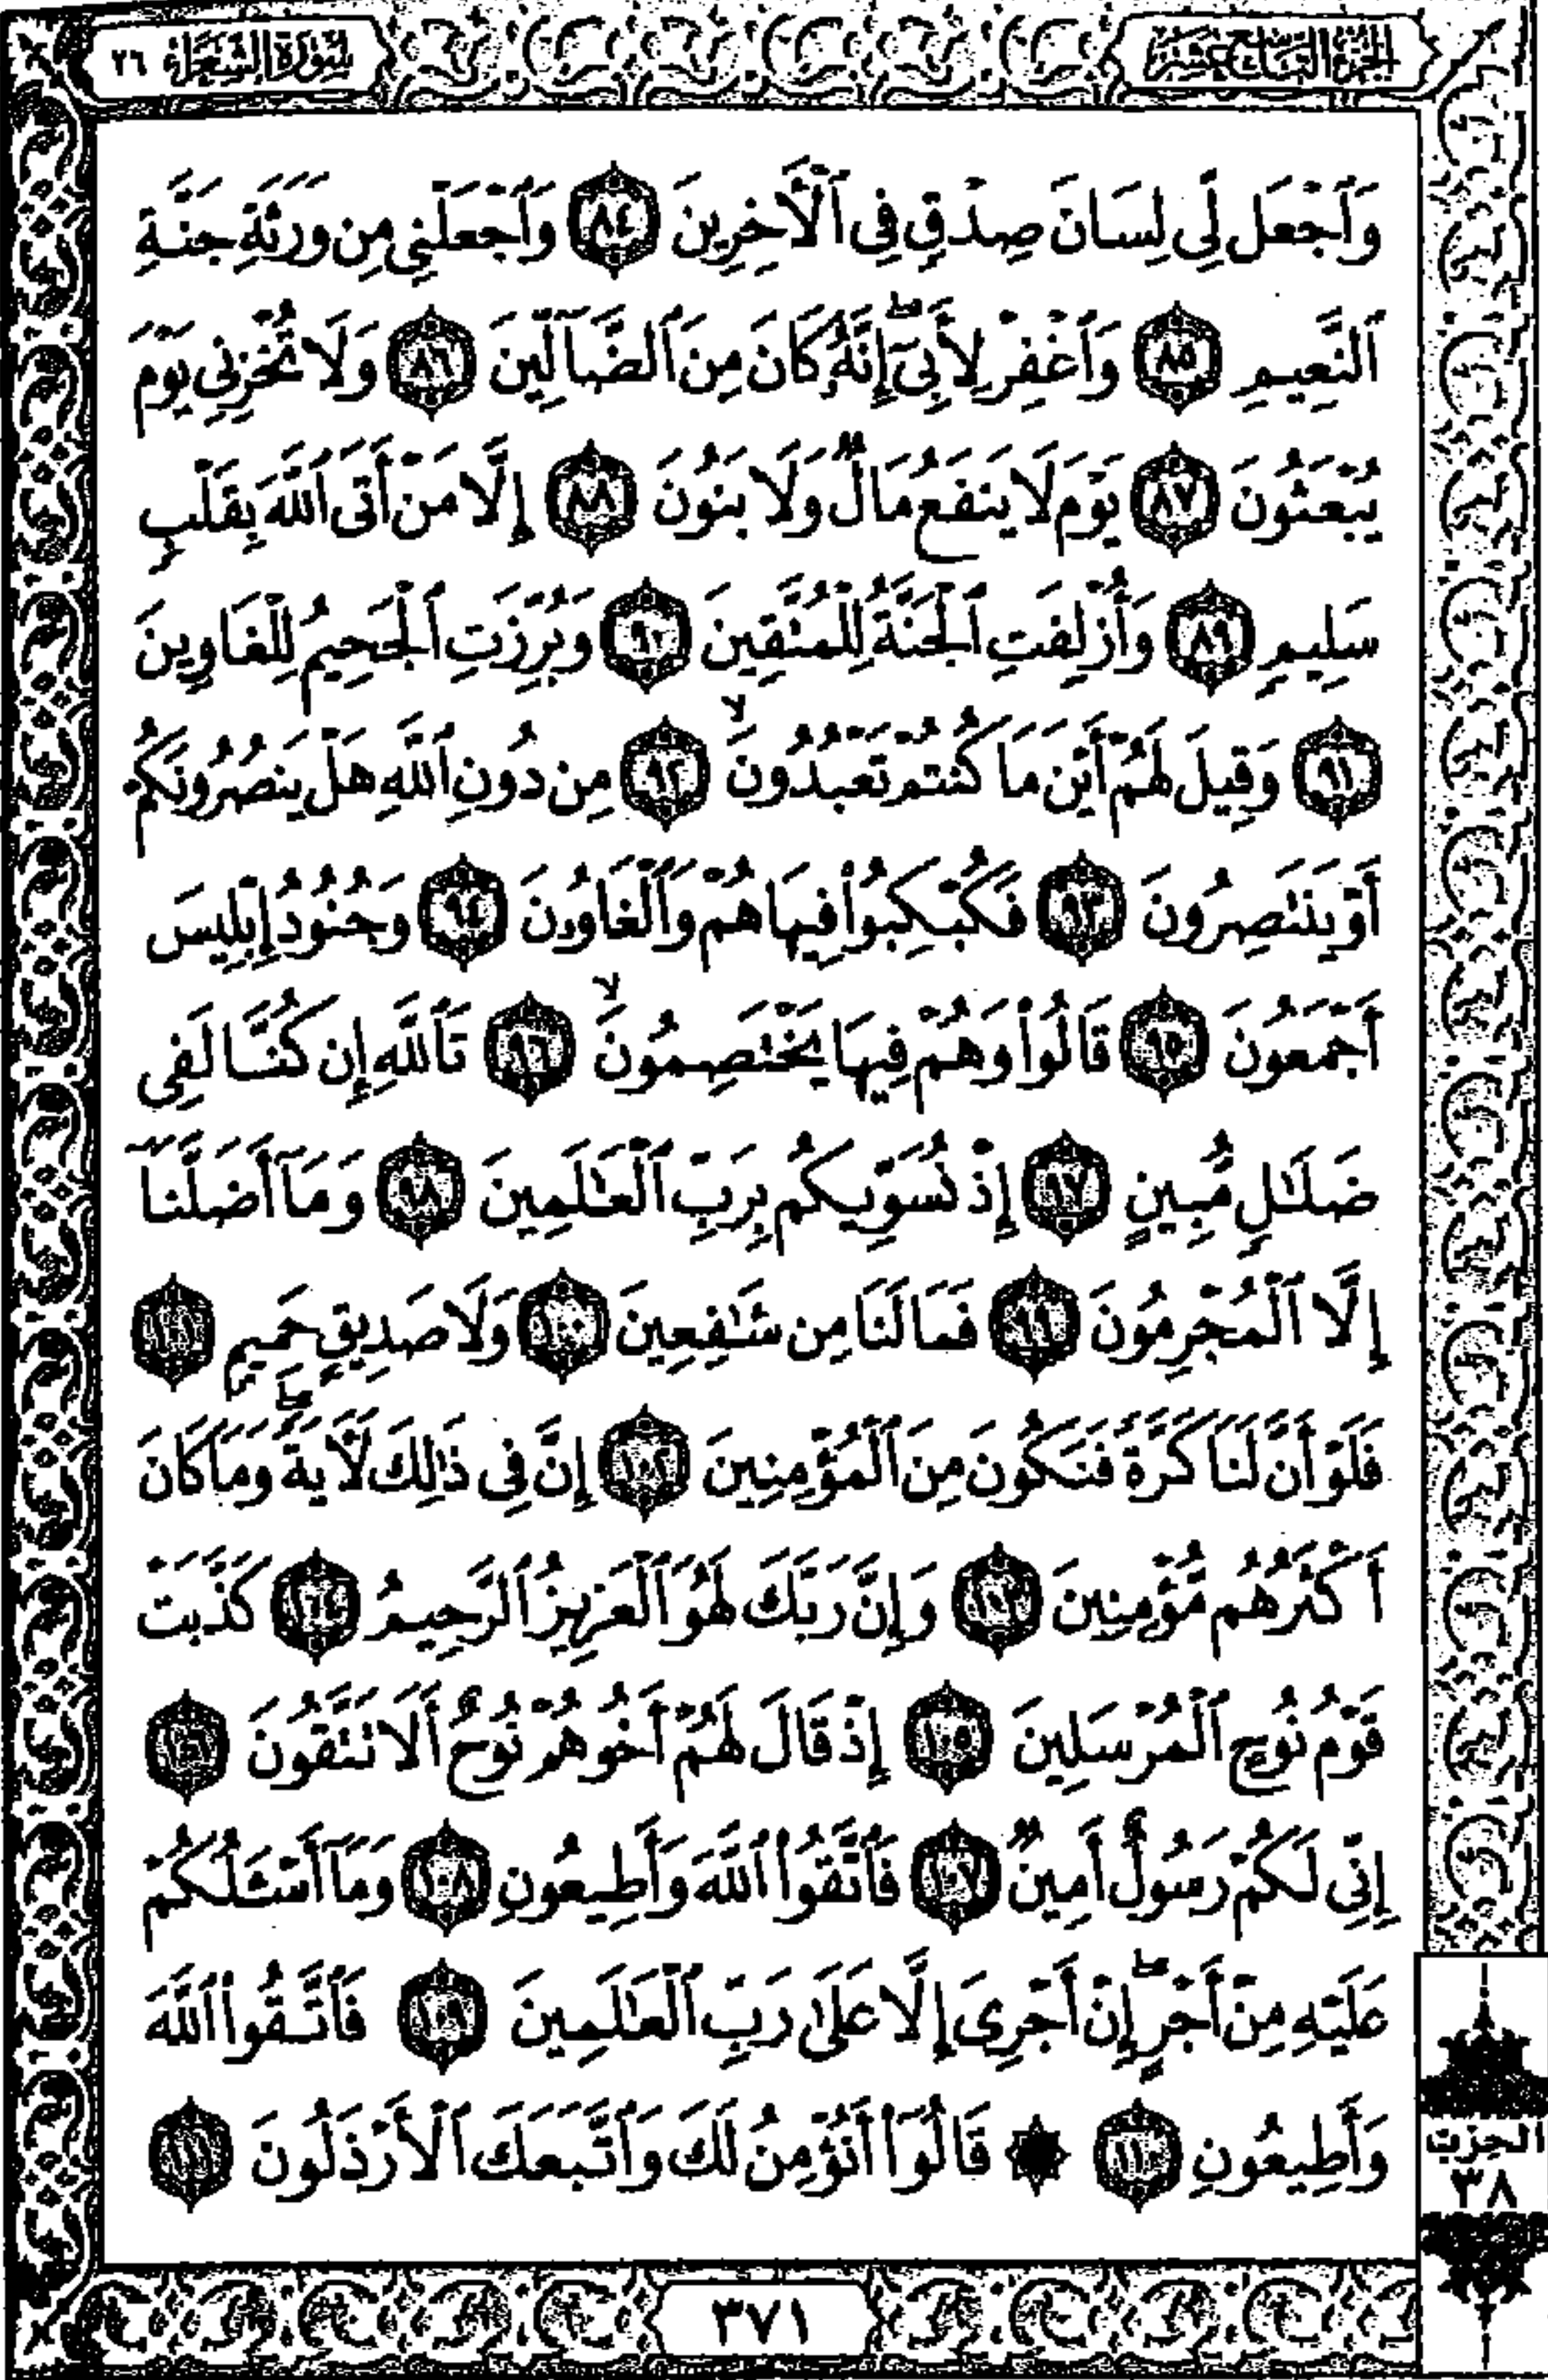 الجزء التاسع عشر
سورة الشعراء ٢٦
وَٱجْعَل لِّى لِسَانَ صِدْقٍ فِى ٱلْأَخِرِينَ ﴿٨٤﴾ وَٱجْعَلْنِى مِن وَرَثَةِ جَنَّةِ
ٱلنَّعِيمِ ﴿٨٥﴾ وَٱغْفِرْ لِأَبِىٓ ۖ إِنَّهُۥ كَانَ مِنَ ٱلضَّآلِّينَ ﴿٨٦﴾ وَلَا تُخْزِنِى يَوْمَ
يُبْعَثُونَ ﴿٨٧﴾ يَوْمَ لَا يَنفَعُ مَالٌ وَلَا بَنُونَ ﴿٨٨﴾ إِلَّا مَنْ أَتَى ٱللَّهَ بِقَلْبٍ
سَلِيمٍ ﴿٨٩﴾ وَأُزْلِفَتِ ٱلْجَنَّةُ لِلْمُتَّقِينَ ﴿٩٠﴾ وَبُرِّزَتِ ٱلْجَحِيمُ لِلْغَاوِينَ
﴿٩١﴾ وَقِيلَ لَهُمْ أَيْنَ مَا كُنتُمْ تَعْبُدُونَ ۙ ﴿٩٢﴾ مِن دُونِ ٱللَّهِ هَلْ يَنصُرُونَكُمْ
أَوْ يَنتَصِرُونَ ﴿٩٣﴾ فَكُبْكِبُوا۟ فِيهَا هُمْ وَٱلْغَاوُۥنَ ﴿٩٤﴾ وَجُنُودُ إِبْلِيسَ
أَجْمَعُونَ ﴿٩٥﴾ قَالُوا۟ وَهُمْ فِيهَا يَخْتَصِمُونَ ۙ ﴿٩٦﴾ تَٱللَّهِ إِن كُنَّا لَفِى
ضَلَـٰلٍ مُّبِينٍ ﴿٩٧﴾ إِذْ نُسَوِّيكُم بِرَبِّ ٱلْعَـٰلَمِينَ ﴿٩٨﴾ وَمَآ أَضَلَّنَآ
إِلَّا ٱلْمُجْرِمُونَ ﴿٩٩﴾ فَمَا لَنَا مِن شَـٰفِعِينَ ﴿١٠٠﴾ وَلَا صَدِيقٍ حَمِيمٍ ﴿١٠١﴾
فَلَوْ أَنَّ لَنَا كَرَّةً فَنَكُونَ مِنَ ٱلْمُؤْمِنِينَ ﴿١٠٢﴾ إِنَّ فِى ذَٰلِكَ لَأَيَةً ۖ وَمَا كَانَ
أَكْثَرُهُم مُّؤْمِنِينَ ﴿١٠٣﴾ وَإِنَّ رَبَّكَ لَهُوَ ٱلْعَزِيزُ ٱلرَّحِيمُ ﴿١٠٤﴾ كَذَّبَتْ
قَوْمُ نُوحٍ ٱلْمُرْسَلِينَ ﴿١٠٥﴾ إِذْ قَالَ لَهُمْ أَخُوهُمْ نُوحٌ أَلَا تَتَّقُونَ ﴿١٠٦﴾
إِنِّى لَكُمْ رَسُولٌ أَمِينٌ ﴿١٠٧﴾ فَٱتَّقُوا۟ ٱللَّهَ وَأَطِيعُونِ ﴿١٠٨﴾ وَمَآ أَسْـَٔلُكُمْ
عَلَيْهِ مِنْ أَجْرٍ ۖ إِنْ أَجْرِىَ إِلَّا عَلَىٰ رَبِّ ٱلْعَـٰلَمِينَ ﴿١٠٩﴾ فَٱتَّقُوا۟ ٱللَّهَ
وَأَطِيعُونِ ﴿١١٠﴾ ۞ قَالُوٓا۟ أَنُؤْمِنُ لَكَ وَٱتَّبَعَكَ ٱلْأَرْذَلُونَ ﴿١١١﴾
الحزب
٣٨
٣٧١